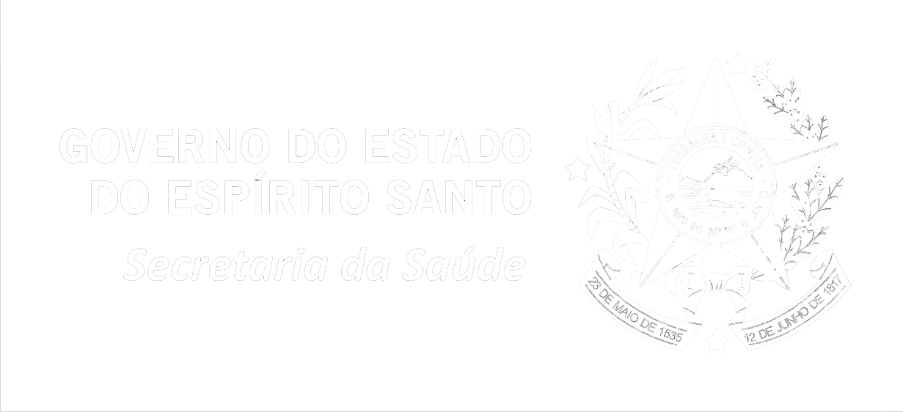 GOVERNO DO ESTADO
DO ESPÍRITO SANTO
Secretaria da Saúde
23 DE MAIO DE 1535
12 DE JUNHO DE 1817